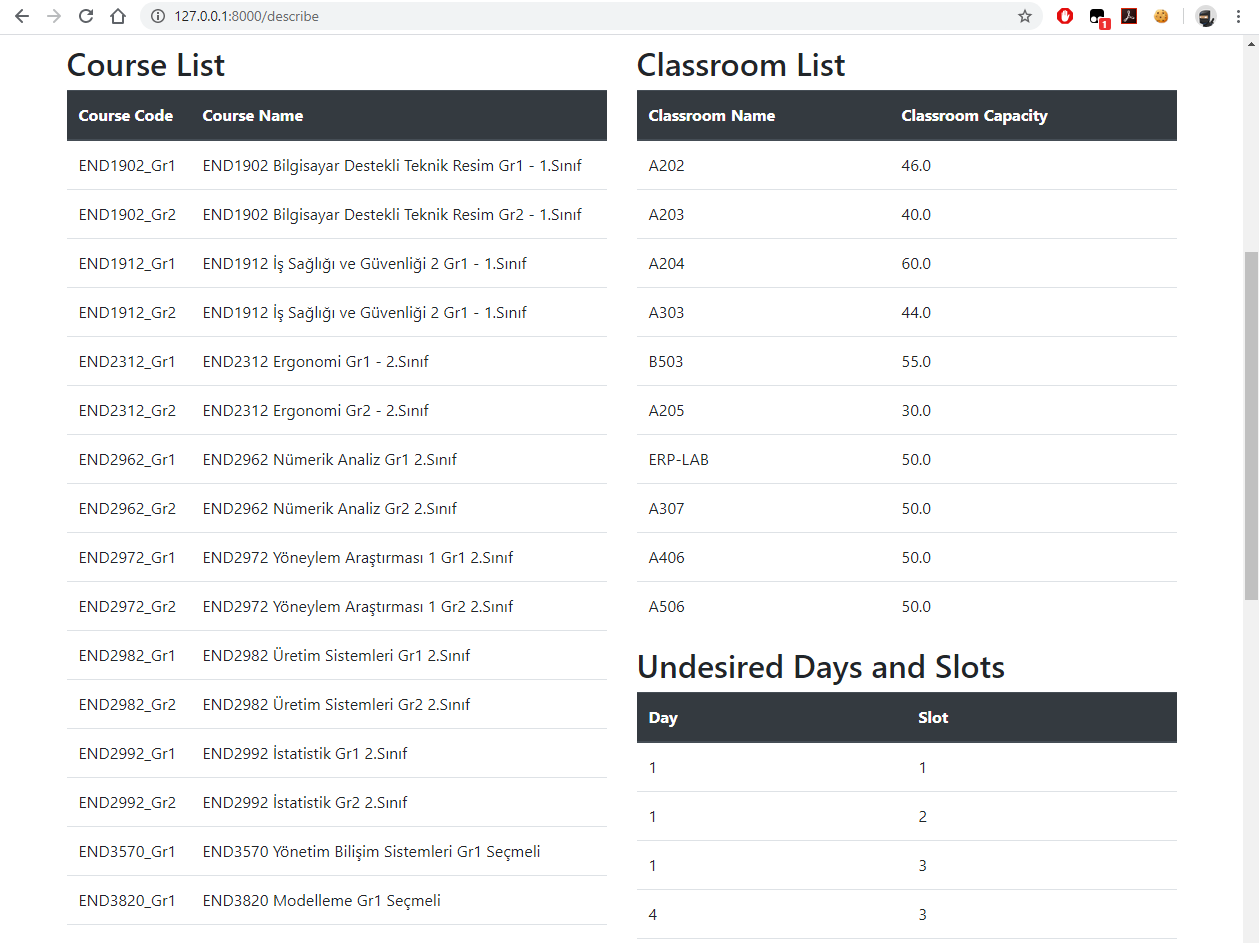 127.0.0.1:8000/describe
1
Course List
Course Code Course Name
END1902_Gr1 END1902 Bilgisayar Destekli Teknik Resim Gr1 - 1.Sınıf
END1902_Gr2 END1902 Bilgisayar Destekli Teknik Resim Gr2 - 1.Sınıf
END1912_Gr1 END1912 İş Sağlığı ve Güvenliği 2 Gr1 - 1.Sınıf
END1912_Gr2 END1912 İş Sağlığı ve Güvenliği 2 Gr1 - 1.Sınıf
END2312_Gr1 END2312 Ergonomi Gr1 - 2.Sınıf
END2312_Gr2 END2312 Ergonomi Gr2 - 2.Sınıf
END2962_Gr1 END2962 Nümerik Analiz Gr1 2.Sınıf
END2962_Gr2 END2962 Nümerik Analiz Gr2 2.Sınıf
END2972_Gr1 END2972 Yöneylem Araştırması 1 Gr1 2.Sınıf
END2972_Gr2 END2972 Yöneylem Araştırması 1 Gr2 2.Sınıf
END2982_Gr1 END2982 Üretim Sistemleri Gr1 2.Sınıf
END2982_Gr2 END2982 Üretim Sistemleri Gr2 2.Sınıf
END2992_Gr1 END2992 İstatistik Gr1 2.Sınıf
END2992_Gr2 END2992 İstatistik Gr2 2.Sınıf
END3570_Gr1 END3570 Yönetim Bilişim Sistemleri Gr1 Seçmeli
END3820_Gr1 END3820 Modelleme Gr1 Seçmeli
Classroom List
Classroom Name Classroom Capacity
A202 46.0
A203 40.0
A204 60.0
A303 44.0
B503 55.0
A205 30.0
ERP-LAB 50.0
A307 50.0
A406 50.0
A506 50.0
Undesired Days and Slots
Day Slot
1 1
1 2
1 3
4 3